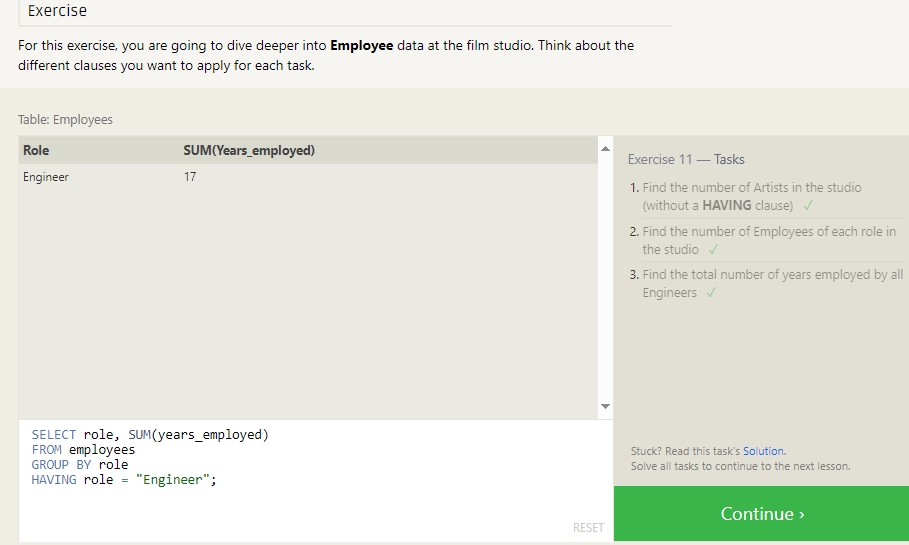 Exercise
For this exercise, you are going to dive deeper into Employee data at the film studio. Think about the
different clauses you want to apply for each task.
Table: Employees
Role SUM(Years_employed)
Engineer 17
Exercise 11 — Tasks
1. Find the number of Artists in the studio
(without a HAVING clause) ✓
2. Find the number of Employees of each role in
the studio ✓
3. Find the total number of years employed by all
Engineers ✓
SELECT role, SUM(years_employed)
FROM employees
GROUP BY role
HAVING role = "Engineer";
RESET
Stuck? Read this task's Solution.
Solve all tasks to continue to the next lesson.
Continue ›